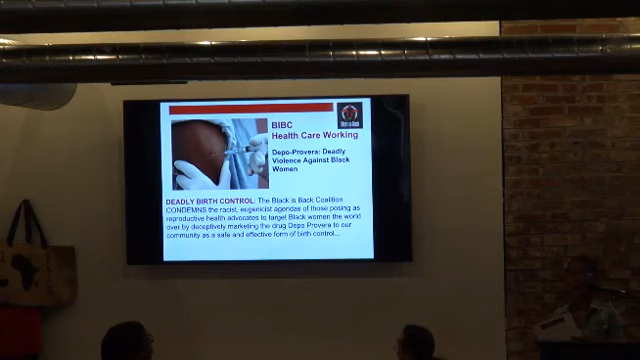 BIBC
Health Care Working
Depo-Provera: Deadly
Violence Against Black
Women
DEADLY BIRTH CONTROL: The Black is Back Coalition
CONDEMNS the racist, eugenicist agendas of those posing as
reproductive health advocates to target Black women the world
over by deceptively marketing the drug Depo Provera to our
community as a safe and effective form of birth control...